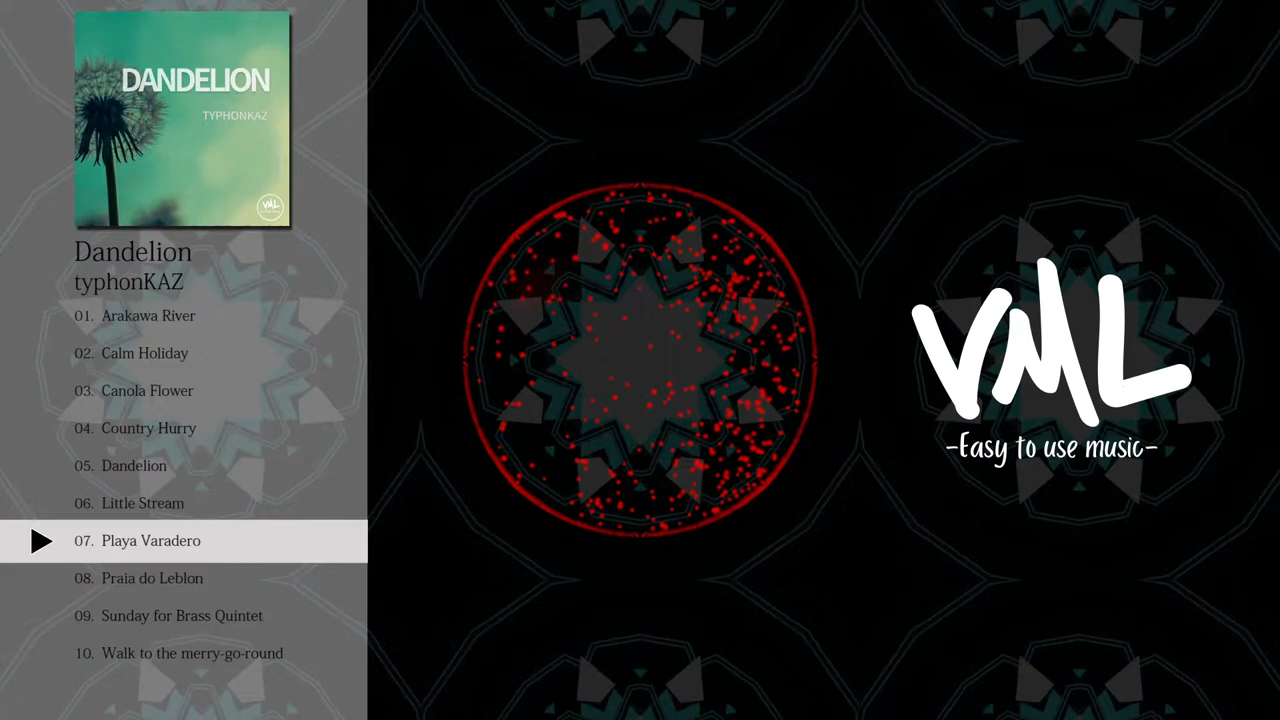 DANDELION
TYPHONKAZ
VML
Dandelion
typhonKAZ
01. Arakawa River
02. Calm Holiday
03. Canola Flower
04. Country Hurry
05. Dandelion
06. Little Stream
07. Playa Varadero
08. Praia do Leblon
09. Sunday for Brass Quintet
10. Walk to the merry-go-round
VML
-Easy to use music-